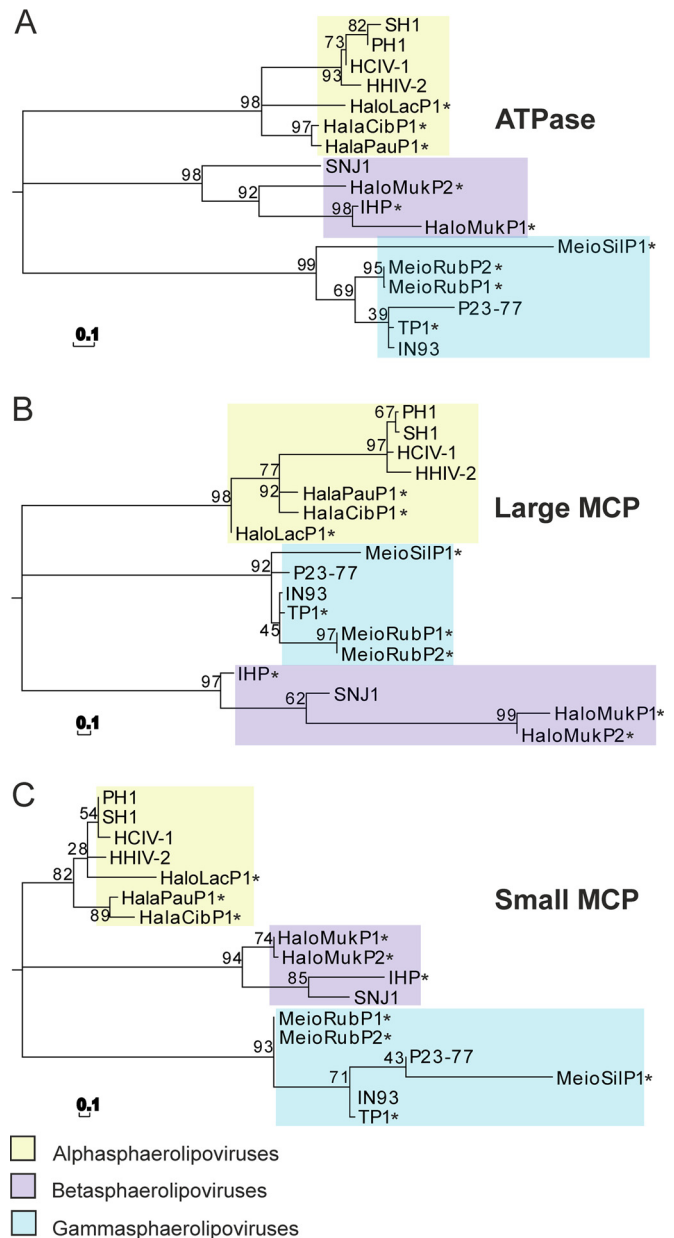 A
82
SH1
73
PH1
HCIV-1
93
HHIV-2
98
HaloLacP1*
97
HalaCibP1*
HalaPauP1*
ATPase
98
SNJ1
92
HaloMukP2*
98
IHP*
HaloMukP1*
99
MeioSilP1*
95
MeioRubP2*
MeioRubP1*
69
P23-77
39
TP1*
IN93
0.1
B
67
PH1
SH1
97
HCIV-1
HHIV-2
77
92
HalaPauP1*
98
HalaCibP1*
HaloLacP1*
Large MCP
92
MeioSilP1*
P23-77
IN93
TP1*
45
97
MeioRubP1*
MeioRubP2*
97
IHP*
62
SNJ1
99
HaloMukP1*
HaloMukP2*
0.1
C
PH1
54
SH1
HCIV-1
28
HHIV-2
82
HaloLacP1*
HalaPauP1*
89
HalaCibP1*
Small MCP
74
HaloMukP1*
94
HaloMukP2*
85
IHP*
SNJ1
MeioRubP1*
MeioRubP2*
93
43
P23-77
71
MeioSilP1*
IN93
TP1*
0.1
Alphasphaerolipoviruses
Betasphaerolipoviruses
Gammasphaerolipoviruses